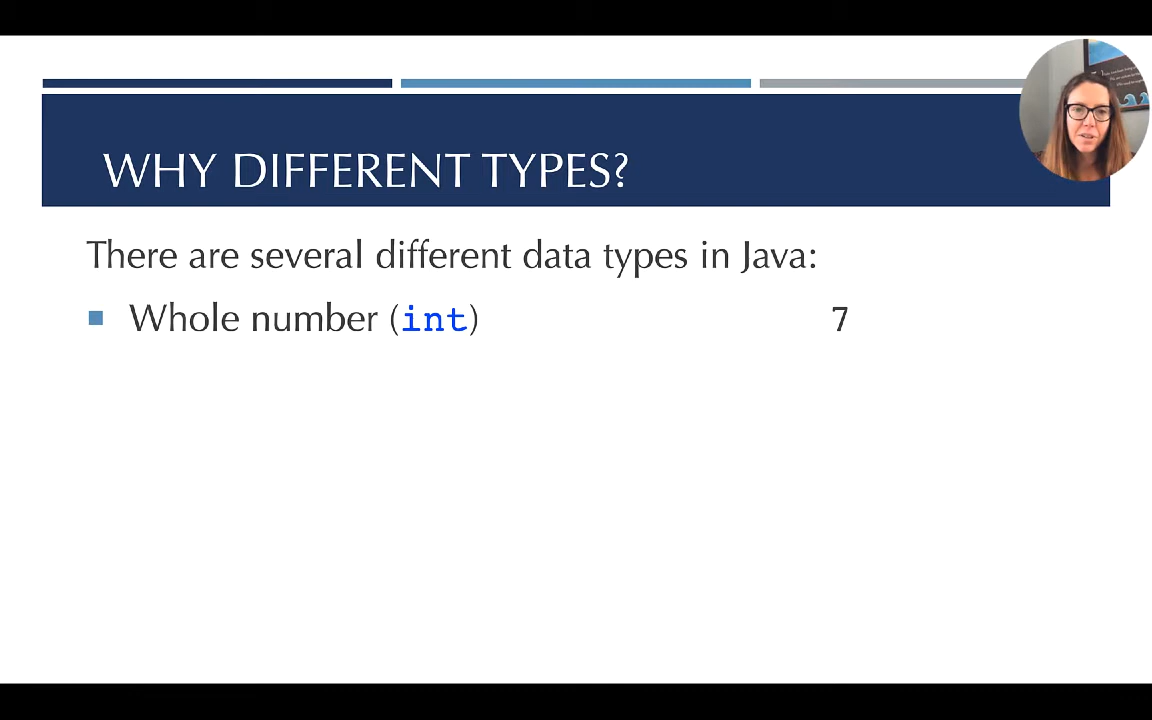 WHY DIFFERENT TYPES?
There are several different data types in Java:
Whole number (int) 7